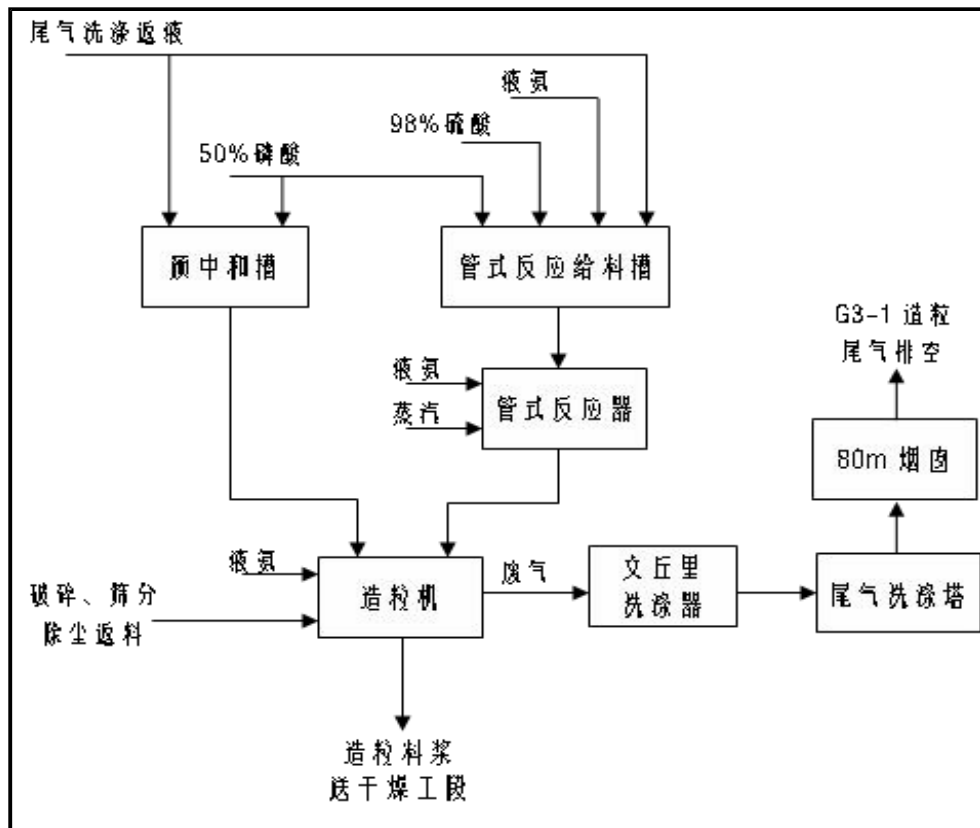 尾气洗涤返液
液氨
98%硫酸
50%磷酸
预中和槽
管式反应给料槽
G3-1 造粒
尾气排空
液氨
蒸汽
管式反应器
80m 烟囱
液氨
破碎、筛分
除尘返料
造粒机
废气
文丘里
洗涤器
尾气洗涤塔
造粒料浆
送干燥工段